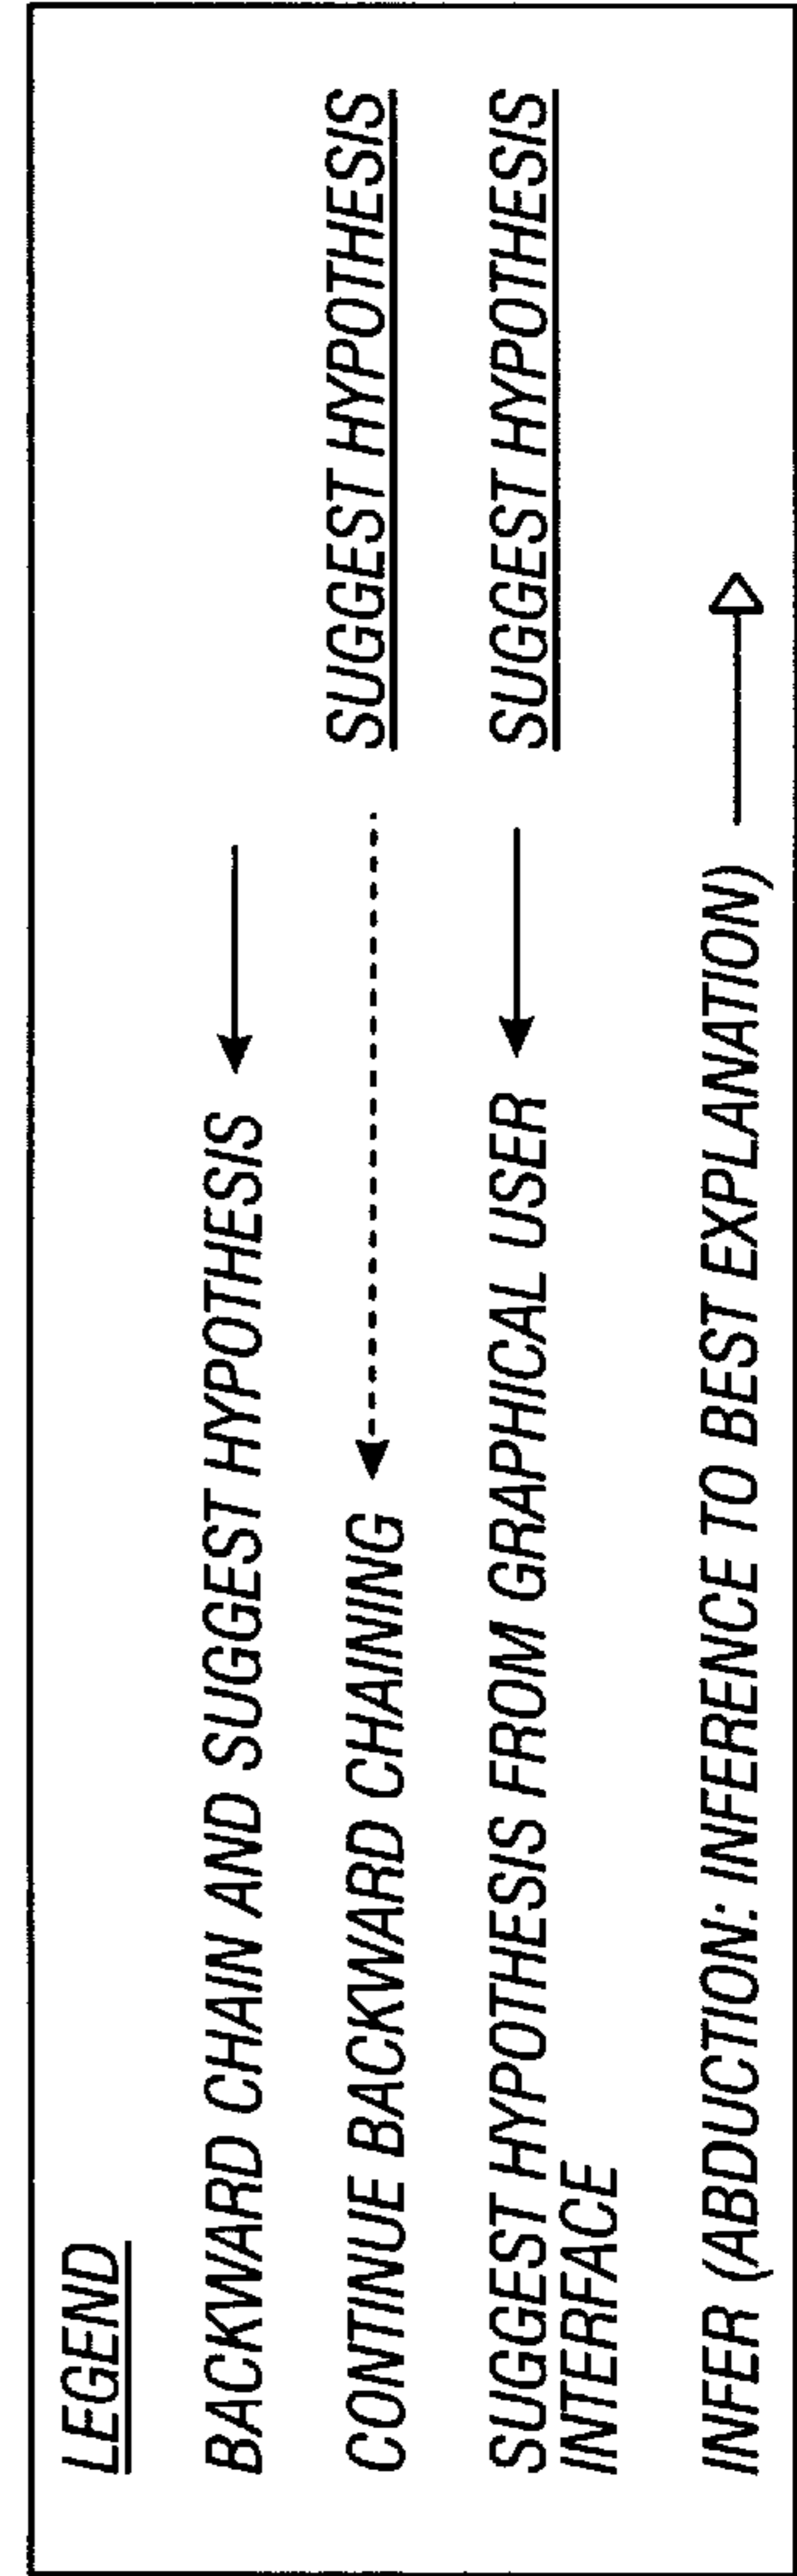 LEGEND
BACKWARD CHAIN AND SUGGEST HYPOTHESIS
CONTINUE BACKWARD CHAINING SUGGEST HYPOTHESIS
SUGGEST HYPOTHESIS FROM GRAPHICAL USER SUGGEST HYPOTHESIS
INTERFACE
INFER (ABDUCTION: INFERENCE TO BEST EXPLANATION)